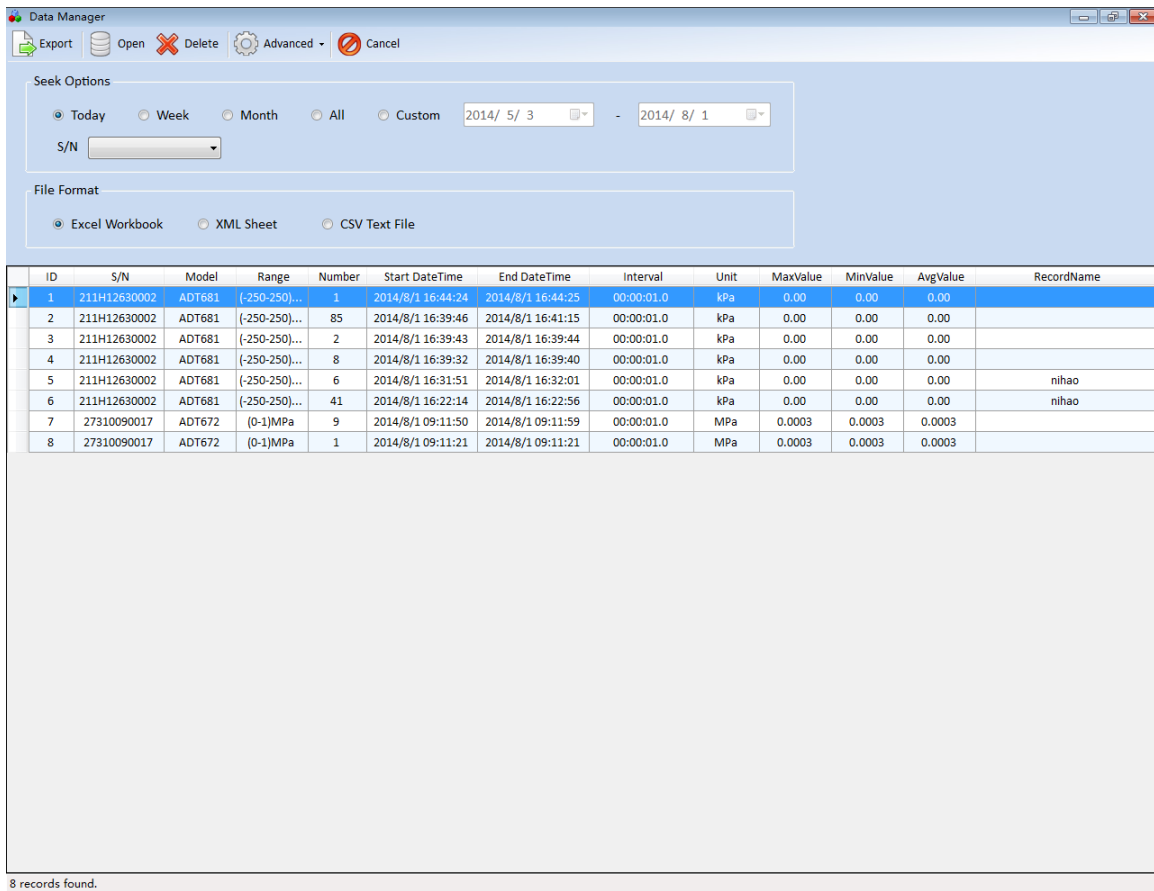 Data Manager
Export Open Delete Advanced Cancel
Seek Options
Today Week Month All Custom 2014/ 5/ 3 - 2014/ 8/ 1
S/N
File Format
Excel Workbook XML Sheet CSV Text File
ID S/N Model Range Number Start DateTime End DateTime Interval Unit MaxValue MinValue AvgValue RecordName
1 211H12630002 ADT681 (-250-250)... 1 2014/8/1 16:44:24 2014/8/1 16:44:25 00:00:01.0 kPa 0.00 0.00 0.00
2 211H12630002 ADT681 (-250-250)... 85 2014/8/1 16:39:46 2014/8/1 16:41:15 00:00:01.0 kPa 0.00 0.00 0.00
3 211H12630002 ADT681 (-250-250)... 2 2014/8/1 16:39:43 2014/8/1 16:39:44 00:00:01.0 kPa 0.00 0.00 0.00
4 211H12630002 ADT681 (-250-250)... 8 2014/8/1 16:39:32 2014/8/1 16:39:40 00:00:01.0 kPa 0.00 0.00 0.00
5 211H12630002 ADT681 (-250-250)... 6 2014/8/1 16:31:51 2014/8/1 16:32:01 00:00:01.0 kPa 0.00 0.00 0.00 nihao
6 211H12630002 ADT681 (-250-250)... 41 2014/8/1 16:22:14 2014/8/1 16:22:56 00:00:01.0 kPa 0.00 0.00 0.00 nihao
7 27310090017 ADT672 (0-1)MPa 9 2014/8/1 09:11:50 2014/8/1 09:11:59 00:00:01.0 MPa 0.0003 0.0003 0.0003
8 27310090017 ADT672 (0-1)MPa 1 2014/8/1 09:11:21 2014/8/1 09:11:21 00:00:01.0 MPa 0.0003 0.0003 0.0003
8 records found.